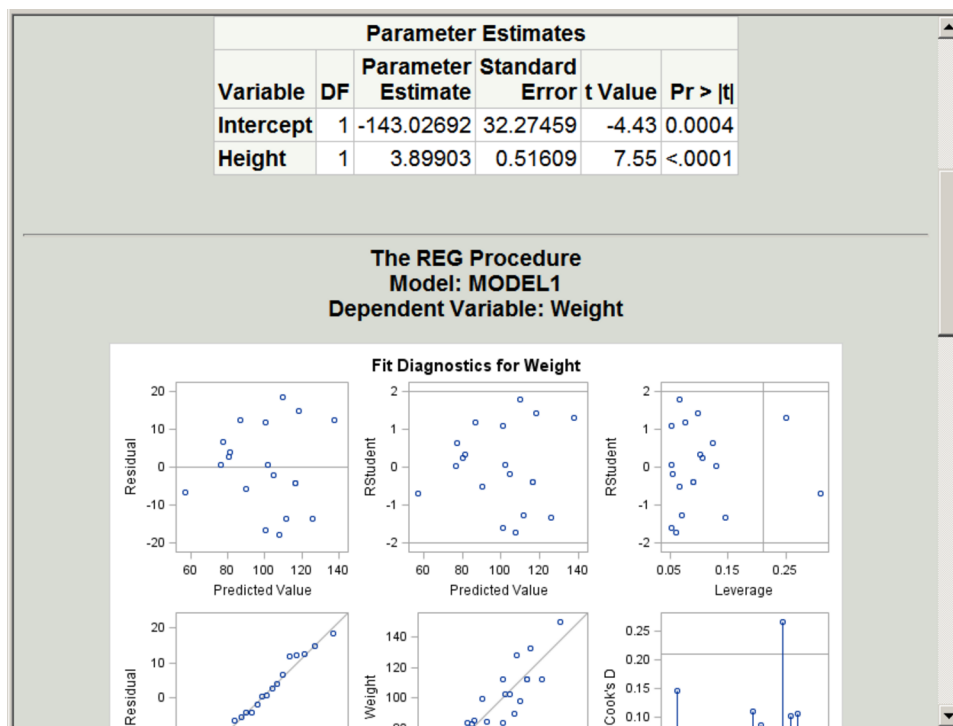 Parameter Estimates
Variable DF Parameter Estimate Standard Error t Value Pr > |t|
Intercept 1 -143.02692 32.27459 -4.43 0.0004
Height 1 3.89903 0.51609 7.55 <.0001
The REG Procedure
Model: MODEL1
Dependent Variable: Weight
Fit Diagnostics for Weight
Residual
20
10
0
-10
-20
60 80 100 120 140
Predicted Value
RStudent
2
1
0
-1
-2
60 80 100 120 140
Predicted Value
RStudent
2
1
0
-1
-2
0.05 0.15 0.25
Leverage
Residual
20
10
0
Weight
140
120
100
80
Cook's D
0.25
0.20
0.15
0.10